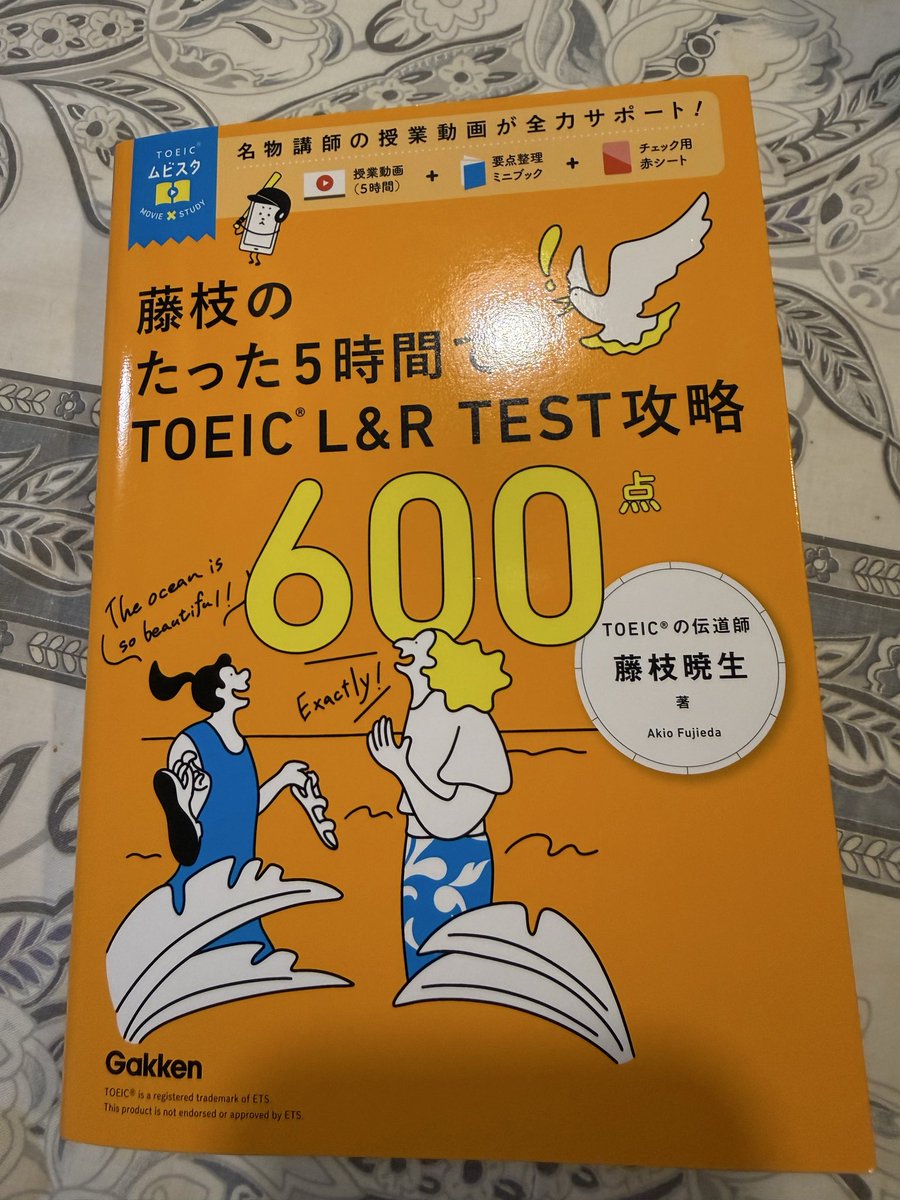 TOEIC®
ムビスタ
MOVIE × STUDY
名物講師の授業動画が全力サポート!
授業動画
(5時間)
+
要点整理
ミニブック
+
チェック用
赤シート
藤枝の
たった5時間で
TOEIC® L&R TEST攻略
600点
The ocean is
so beautiful!
Exactly!
TOEIC®の伝道師
藤枝暁生
著
Akio Fujieda
Gakken
TOEIC® is a registered trademark of ETS.
This product is not endorsed or approved by ETS.